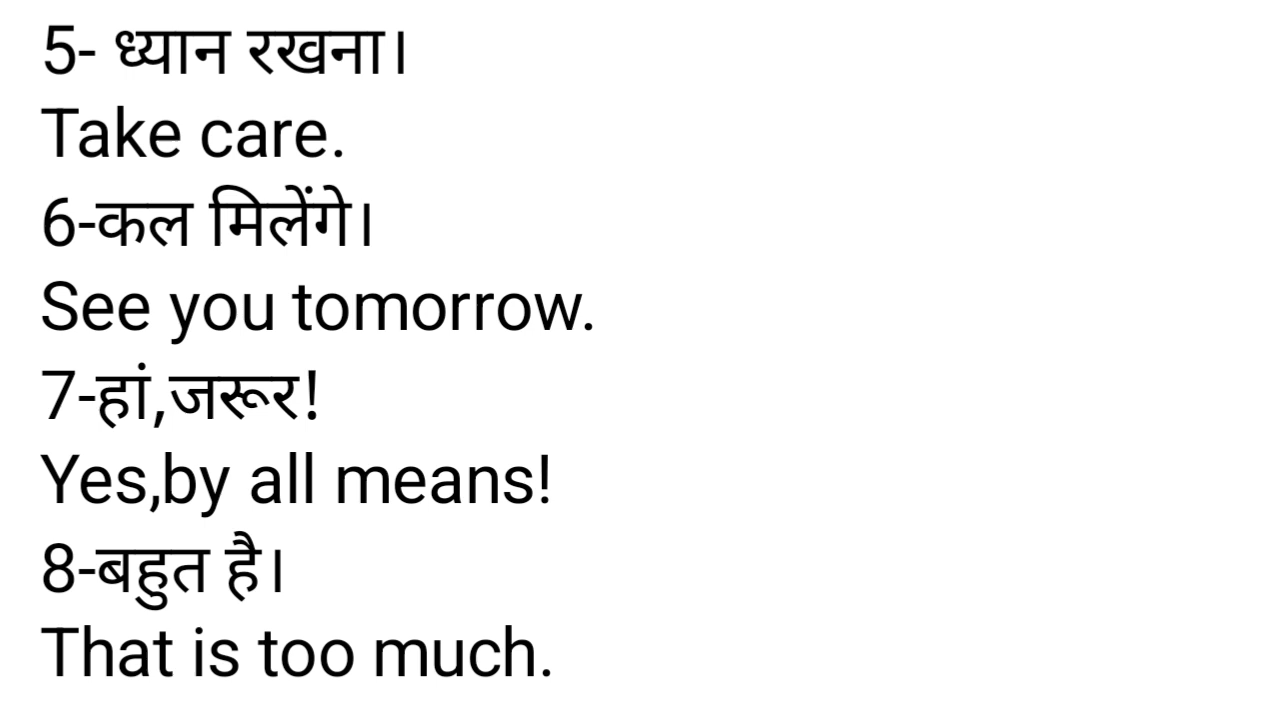 5- ध्यान रखना।
Take care.
6-कल मिलेंगे।
See you tomorrow.
7-हां,जरूर!
Yes,by all means!
8-बहुत है।
That is too much.